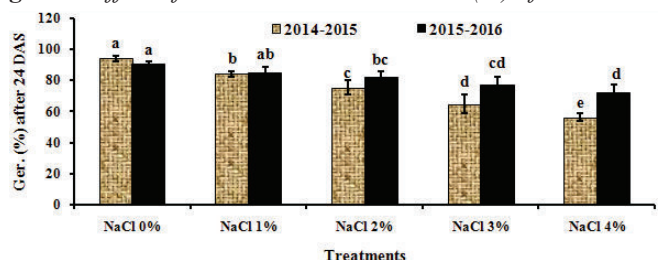 120
100
80
60
40
20
0
Ger. (%) after 24 DAS
2014-2015 2015-2016
a a b ab c bc d cd e d
NaCl 0% NaCl 1% NaCl 2% NaCl 3% NaCl 4%
Treatments